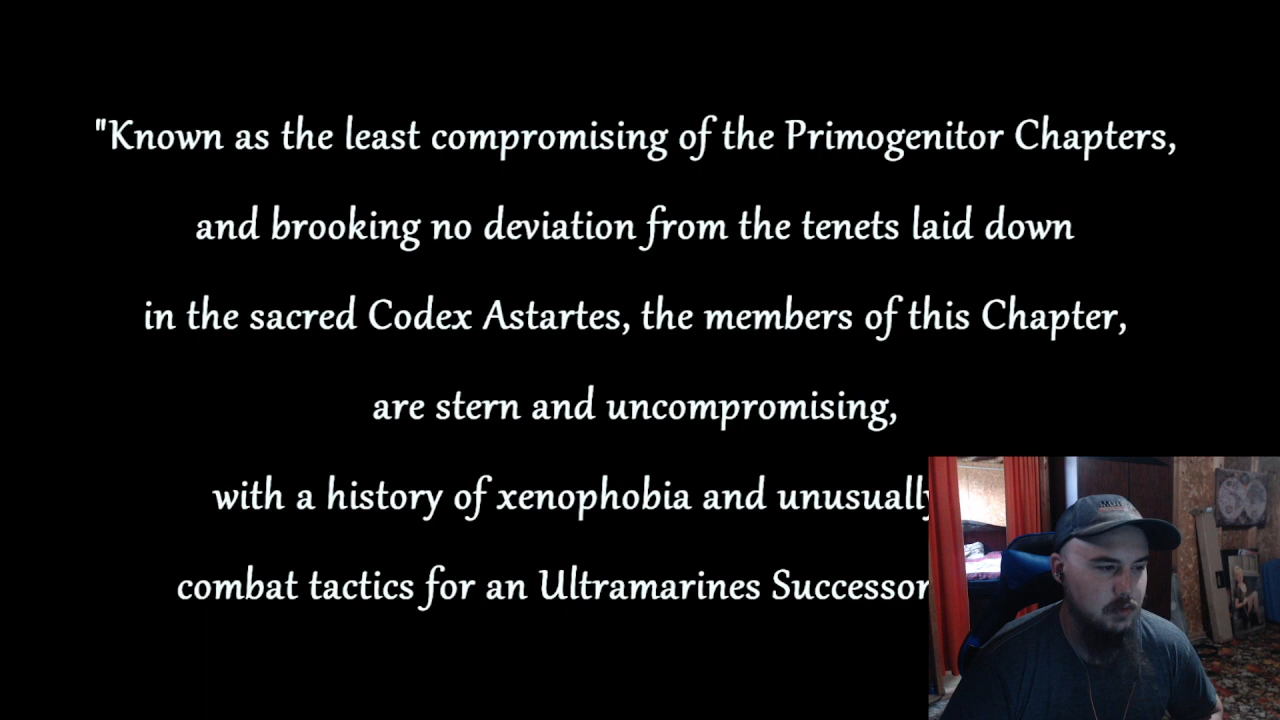 "Known as the least compromising of the Primogenitor Chapters,
and brooking no deviation from the tenets laid down
in the sacred Codex Astartes, the members of this Chapter,
are stern and uncompromising,
with a history of xenophobia and unusually
combat tactics for an Ultramarines Successor